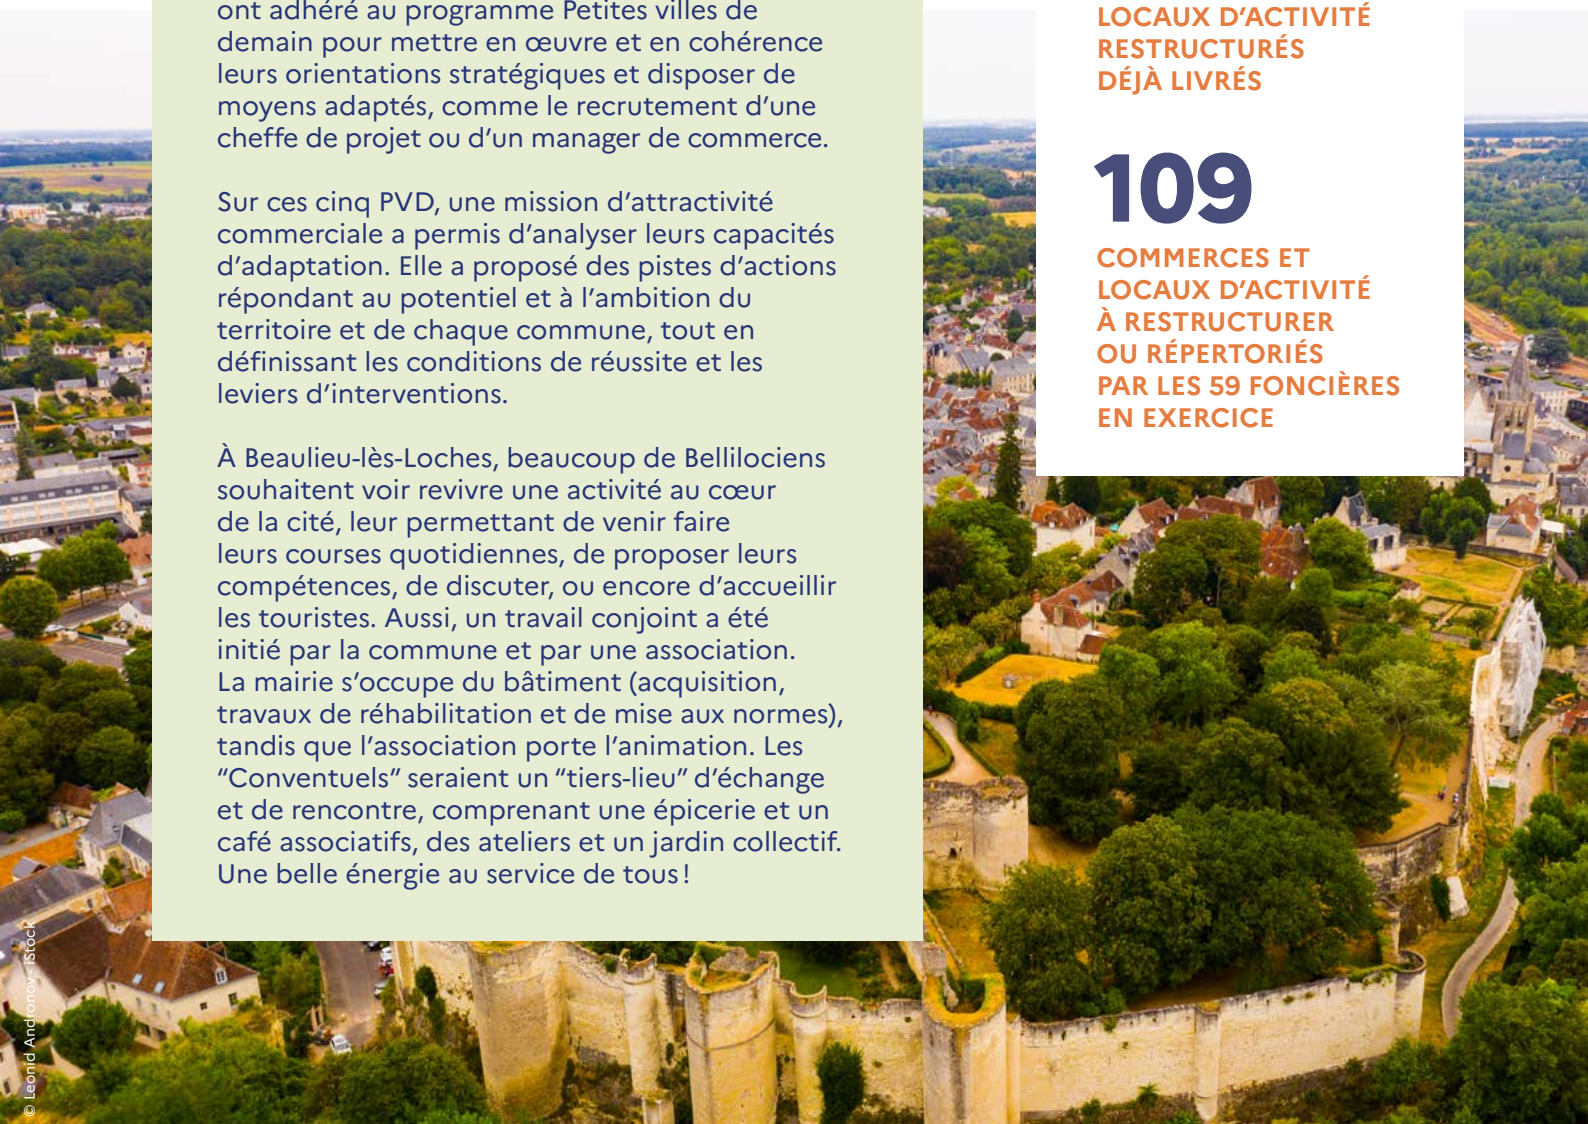 ont adhéré au programme Petites villes de
demain pour mettre en œuvre et en cohérence
leurs orientations stratégiques et disposer de
moyens adaptés, comme le recrutement d’une
cheffe de projet ou d’un manager de commerce.
Sur ces cinq PVD, une mission d’attractivité
commerciale a permis d’analyser leurs capacités
d’adaptation. Elle a proposé des pistes d’actions
répondant au potentiel et à l’ambition du
territoire et de chaque commune, tout en
définissant les conditions de réussite et les
leviers d’interventions.
À Beaulieu-lès-Loches, beaucoup de Bellilociens
souhaitent voir revivre une activité au cœur
de la cité, leur permettant de venir faire
leurs courses quotidiennes, de proposer leurs
compétences, de discuter, ou encore d’accueillir
les touristes. Aussi, un travail conjoint a été
initié par la commune et par une association.
La mairie s’occupe du bâtiment (acquisition,
travaux de réhabilitation et de mise aux normes),
tandis que l’association porte l’animation. Les
“Conventuels” seraient un “tiers-lieu” d’échange
et de rencontre, comprenant une épicerie et un
café associatifs, des ateliers et un jardin collectif.
Une belle énergie au service de tous !
LOCAUX D’ACTIVITÉ
RESTRUCTURÉS
DÉJÀ LIVRÉS
109
COMMERCES ET
LOCAUX D’ACTIVITÉ
À RESTRUCTURER
OU RÉPERTORIÉS
PAR LES 59 FONCIÈRES
EN EXERCICE
© Leonid Andronov - iStock